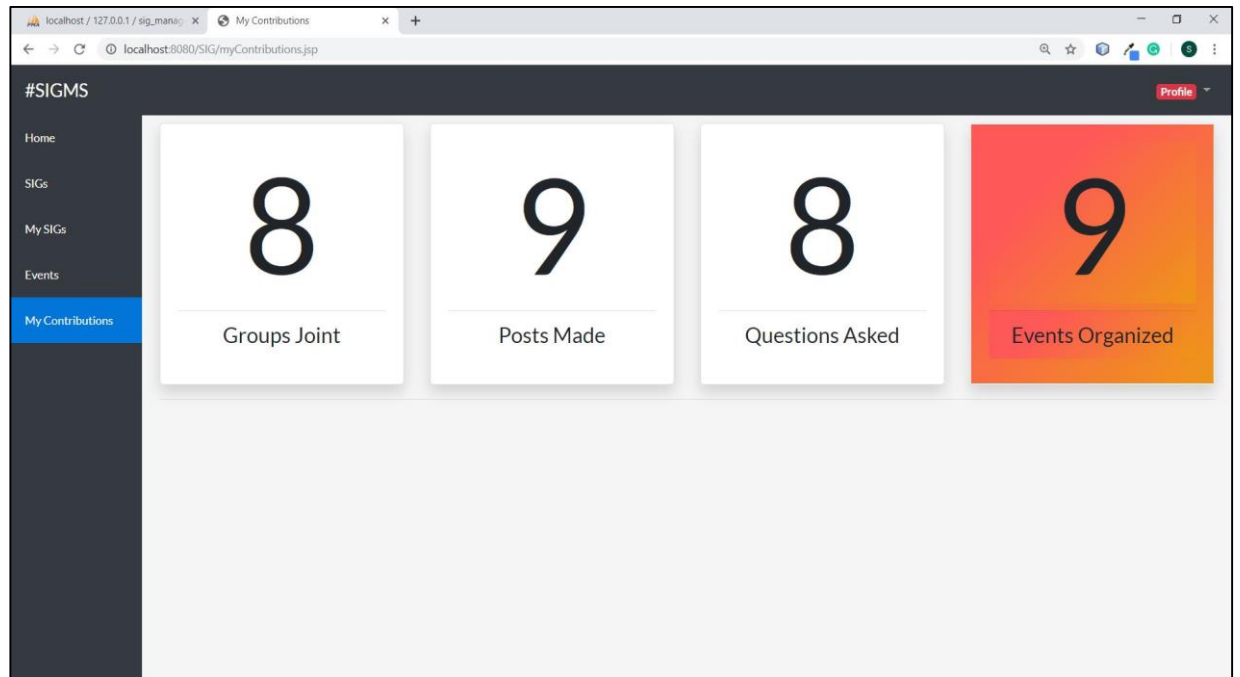 localhost / 127.0.0.1 / sig_manag
My Contributions
localhost:8080/SIG/myContributions.jsp
S
#SIGMS
Profile
Home
SIGs
My SIGs
Events
My Contributions
8
Groups Joint
9
Posts Made
8
Questions Asked
9
Events Organized